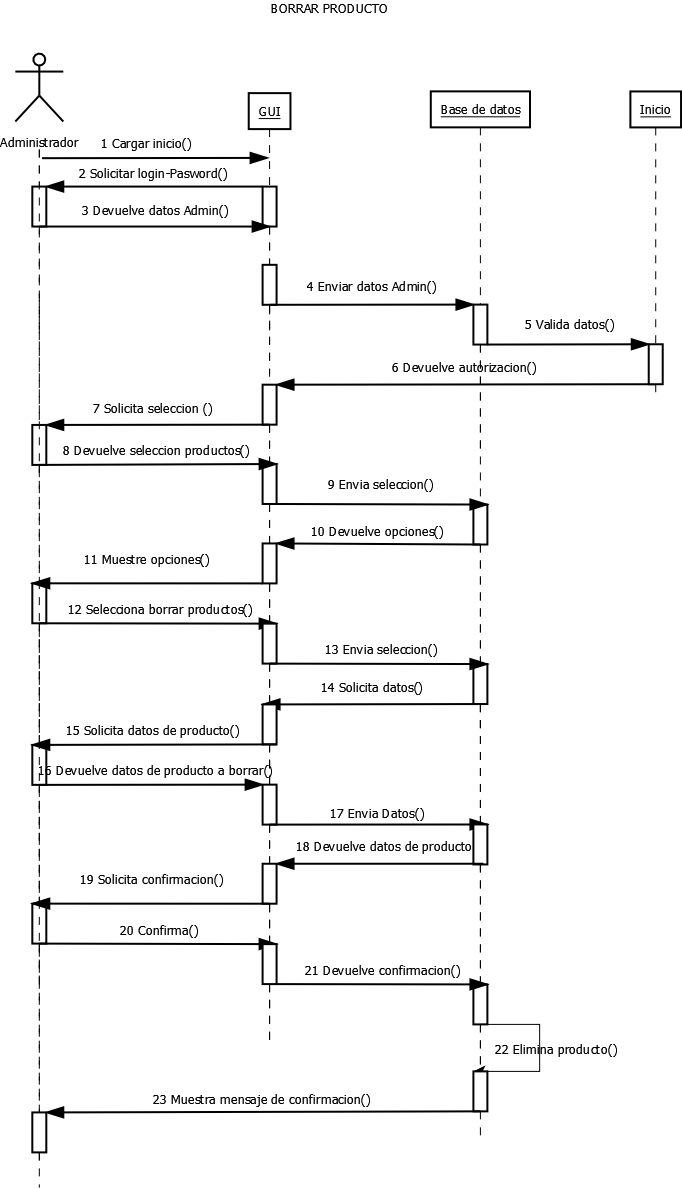 BORRAR PRODUCTO
GUI
Base de datos
Inicio
Administrador
1 Cargar inicio()
2 Solicitar login-Pasword()
3 Devuelve datos Admin()
4 Enviar datos Admin()
5 Valida datos()
6 Devuelve autorizacion()
7 Solicita seleccion ()
8 Devuelve seleccion productos()
9 Envia seleccion()
10 Devuelve opciones()
11 Muestre opciones()
12 Selecciona borrar productos()
13 Envia seleccion()
14 Solicita datos()
15 Solicita datos de producto()
16 Devuelve datos de producto a borrar()
17 Envia Datos()
18 Devuelve datos de producto
19 Solicita confirmacion()
20 Confirma()
21 Devuelve confirmacion()
22 Elimina producto()
23 Muestra mensaje de confirmacion()